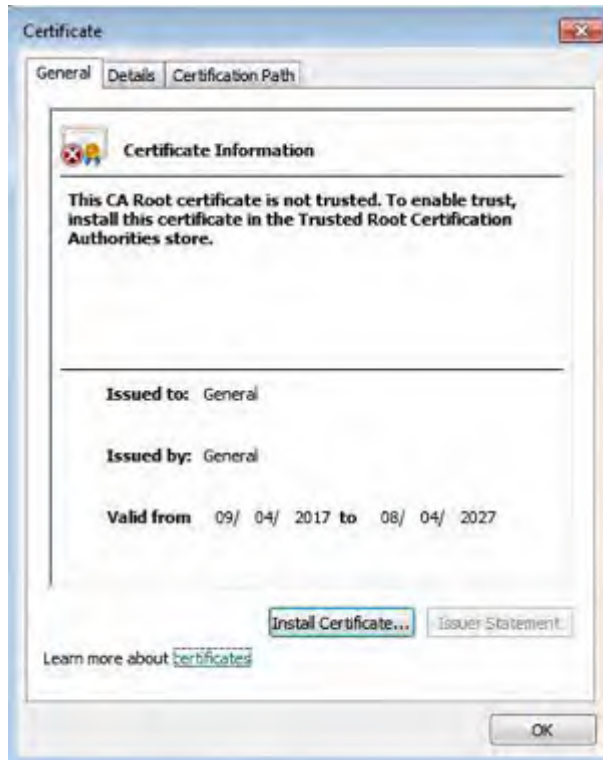 Certificate
General Details Certification Path
Certificate Information
This CA Root certificate is not trusted. To enable trust,
install this certificate in the Trusted Root Certification
Authorities store.
Issued to: General
Issued by: General
Valid from 09/ 04/ 2017 to 08/ 04/ 2027
Install Certificate... Issuer Statement
Learn more about certificates
OK